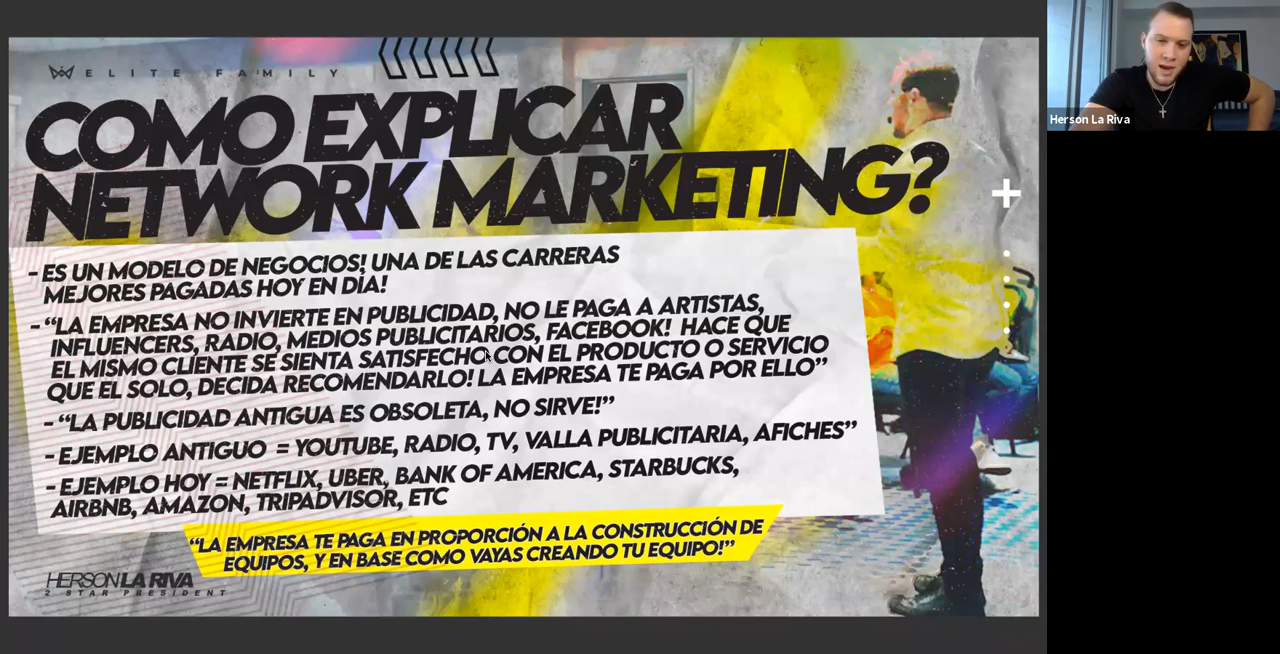 ELITE FAMILY
COMO EXPLICAR
NETWORK MARKETING?
- ES UN MODELO DE NEGOCIOS! UNA DE LAS CARRERAS
MEJORES PAGADAS HOY EN DÍA!
- "LA EMPRESA NO INVIERTE EN PUBLICIDAD, NO LE PAGA A ARTISTAS,
INFLUENCERS, RADIO, MEDIOS PUBLICITARIOS, FACEBOOK! HACE QUE
EL MISMO CLIENTE SE SIENTA SATISFECHO CON EL PRODUCTO O SERVICIO
QUE EL SOLO, DECIDA RECOMENDARLO! LA EMPRESA TE PAGA POR ELLO"
- "LA PUBLICIDAD ANTIGUA ES OBSOLETA, NO SIRVE!"
- EJEMPLO ANTIGUO = YOUTUBE, RADIO, TV, VALLA PUBLICITARIA, AFICHES"
- EJEMPLO HOY = NETFLIX, UBER, BANK OF AMERICA, STARBUCKS,
AIRBNB, AMAZON, TRIPADVISOR, ETC
"LA EMPRESA TE PAGA EN PROPORCIÓN A LA CONSTRUCCIÓN DE
EQUIPOS, Y EN BASE COMO VAYAS CREANDO TU EQUIPO!"
HERSON LA RIVA
2 STAR PRESIDENT
Herson La Riva